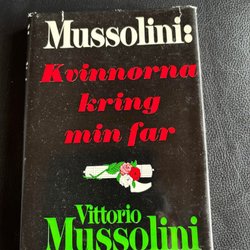 Mussolini:
Kvinnorna
kring
min far
Vittorio
Mussolini